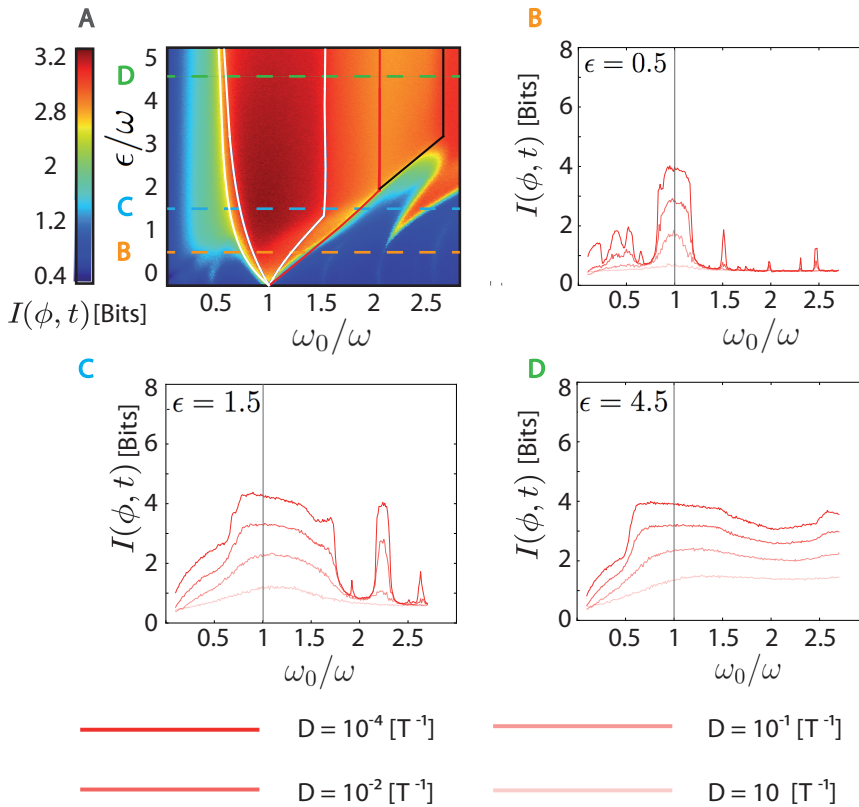 A
3.2
2.8
2
1.2
0.4
I(ϕ, t) [Bits]
5
4
3
2
1
0
ϵ/ω
D
C
B
0.5 1 1.5 2 2.5
ω₀/ω
B
8
6
4
2
0
I(ϕ, t) [Bits]
ϵ = 0.5
0.5 1 1.5 2 2.5
ω₀/ω
C
8
6
4
2
0
I(ϕ, t) [Bits]
ϵ = 1.5
0.5 1 1.5 2 2.5
ω₀/ω
D
8
6
4
2
0
I(ϕ, t) [Bits]
ϵ = 4.5
0.5 1 1.5 2 2.5
ω₀/ω
D = 10⁻⁴ [T⁻¹]
D = 10⁻¹ [T⁻¹]
D = 10⁻² [T⁻¹]
D = 10 [T⁻¹]